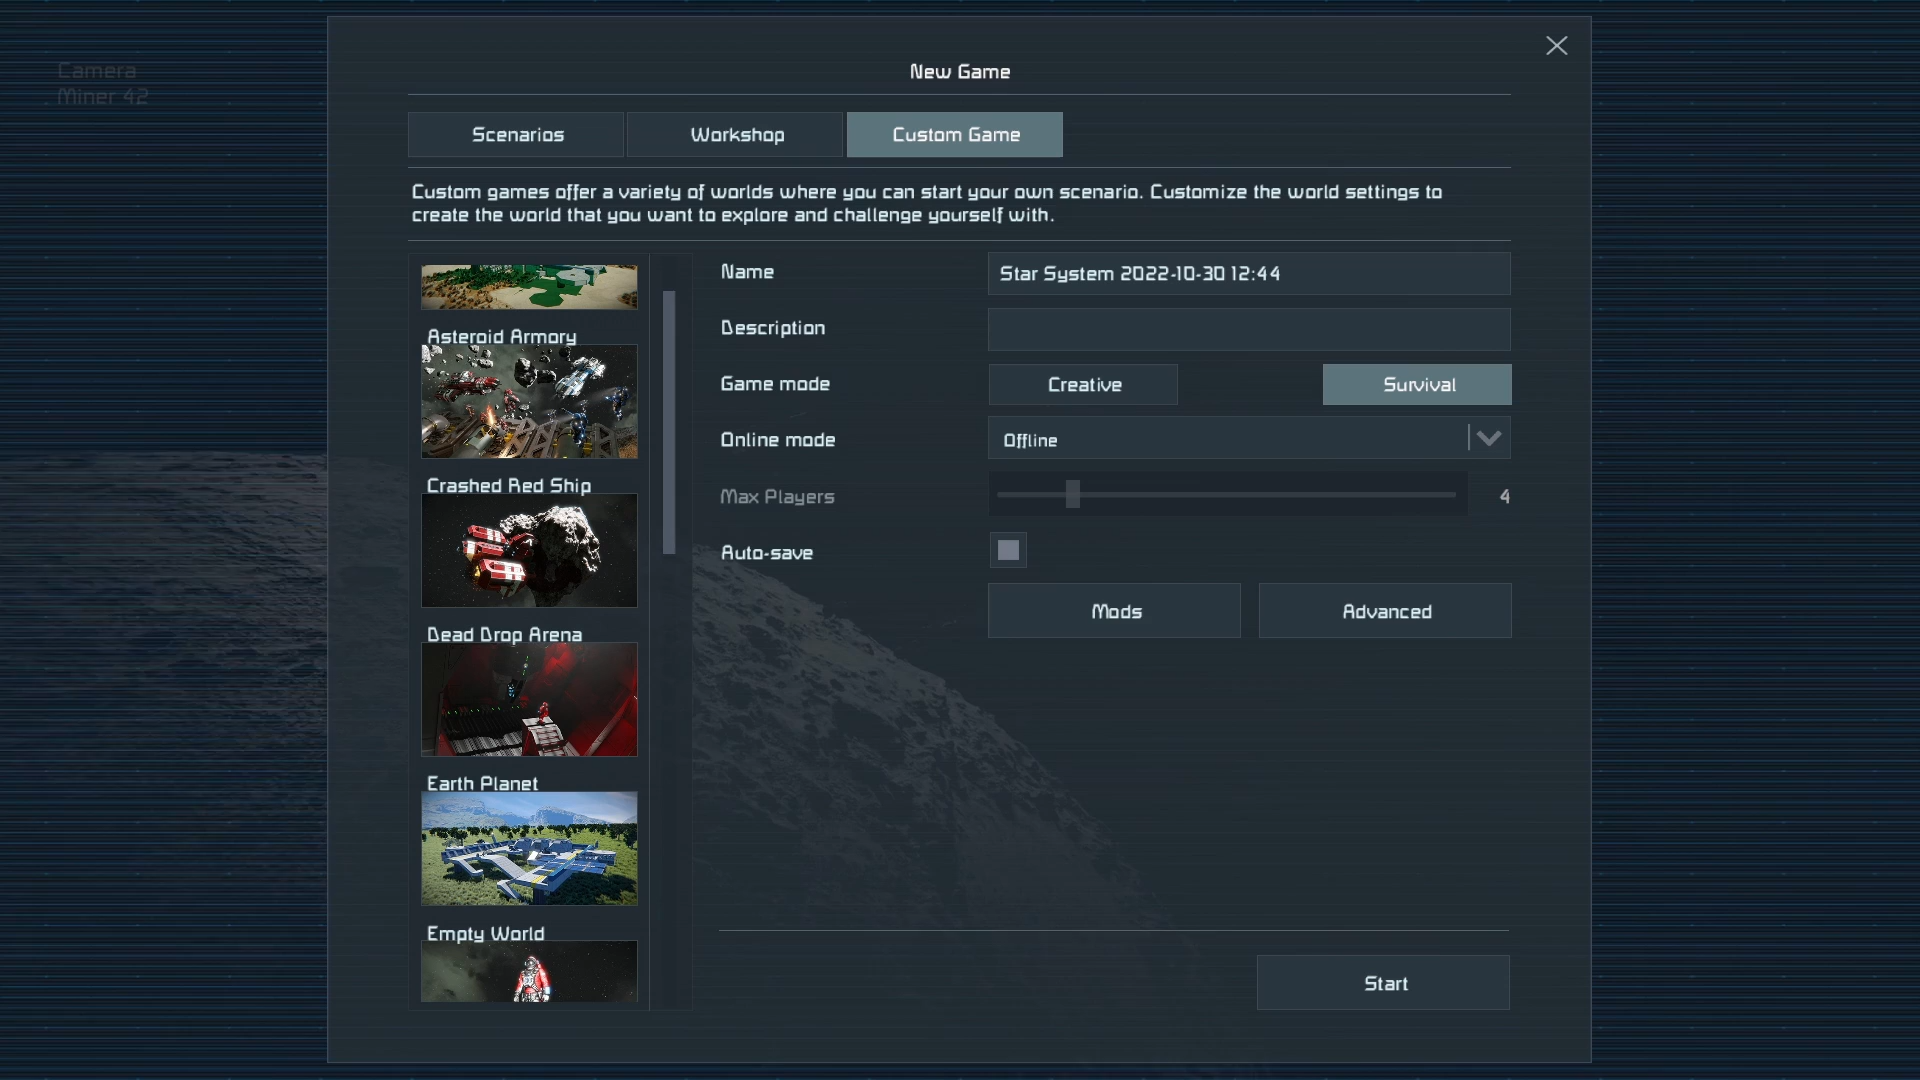 Camera
Miner 42
New Game
Scenarios
Workshop
Custom Game
Custom games offer a variety of worlds where you can start your own scenario. Customize the world settings to
create the world that you want to explore and challenge yourself with.
Asteroid Armory
Crashed Red Ship
Dead Drop Arena
Earth Planet
Empty World
Name
Star System 2022-10-30 12:44
Description
Game mode
Creative
Survival
Online mode
Offline
Max Players
4
Auto-save
Mods
Advanced
Start